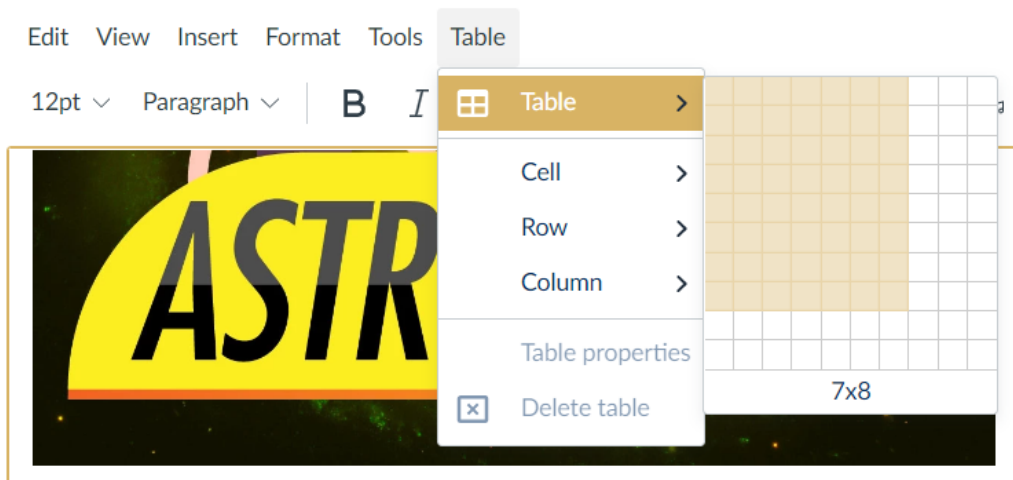 Edit View Insert Format Tools Table
12pt Paragraph B I
Table
Cell
Row
Column
Table properties
Delete table
7x8
ASTR